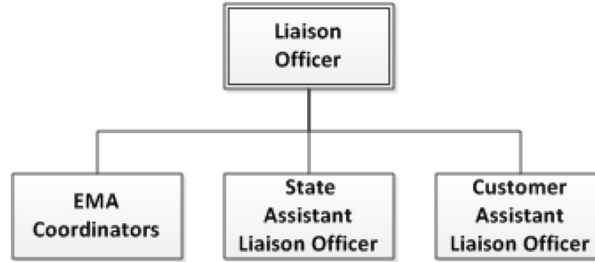 Liaison
Officer
EMA
Coordinators
State
Assistant
Liaison Officer
Customer
Assistant
Liaison Officer